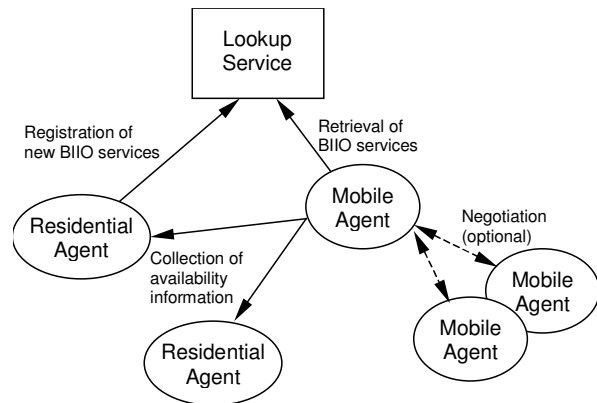 Lookup
Service
Registration of
new BIIO services
Retrieval of
BIIO services
Residential
Agent
Mobile
Agent
Negotiation
(optional)
Collection of
availability
information
Mobile
Agent
Mobile
Agent
Residential
Agent